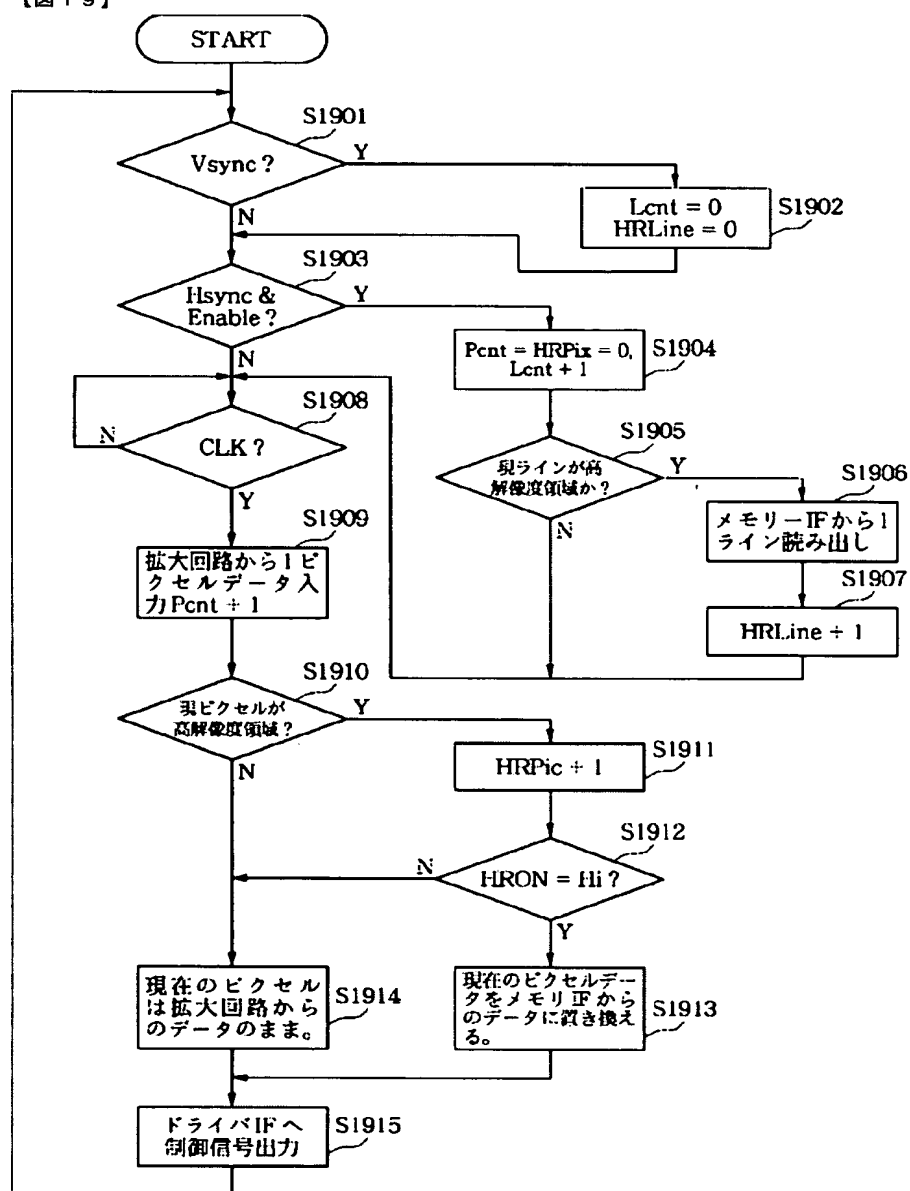 【図19】
START
S1901
Vsync?
Y
N
Lcnt = 0
HRLine = 0
S1902
S1903
Hsync &
Enable?
Y
N
Pcnt = HRPix = 0,
Lcnt + 1
S1904
S1905
現ラインが高
解像度領域か?
Y
N
S1906
メモリーIFから1
ライン読み出し
S1907
HRLine + 1
S1908
CLK?
N
Y
S1909
拡大回路から1ピ
クセルデータ入
力Pcnt + 1
S1910
現ピクセルが
高解像度領域?
Y
N
S1911
HRPic + 1
S1912
HRON = Hi?
N
Y
現在のピクセル
は拡大回路から
のデータのまま。
S1914
現在のピクセルデー
タをメモリIFから
のデータに置き換え
る。
S1913
ドライバIFへ
制御信号出力
S1915